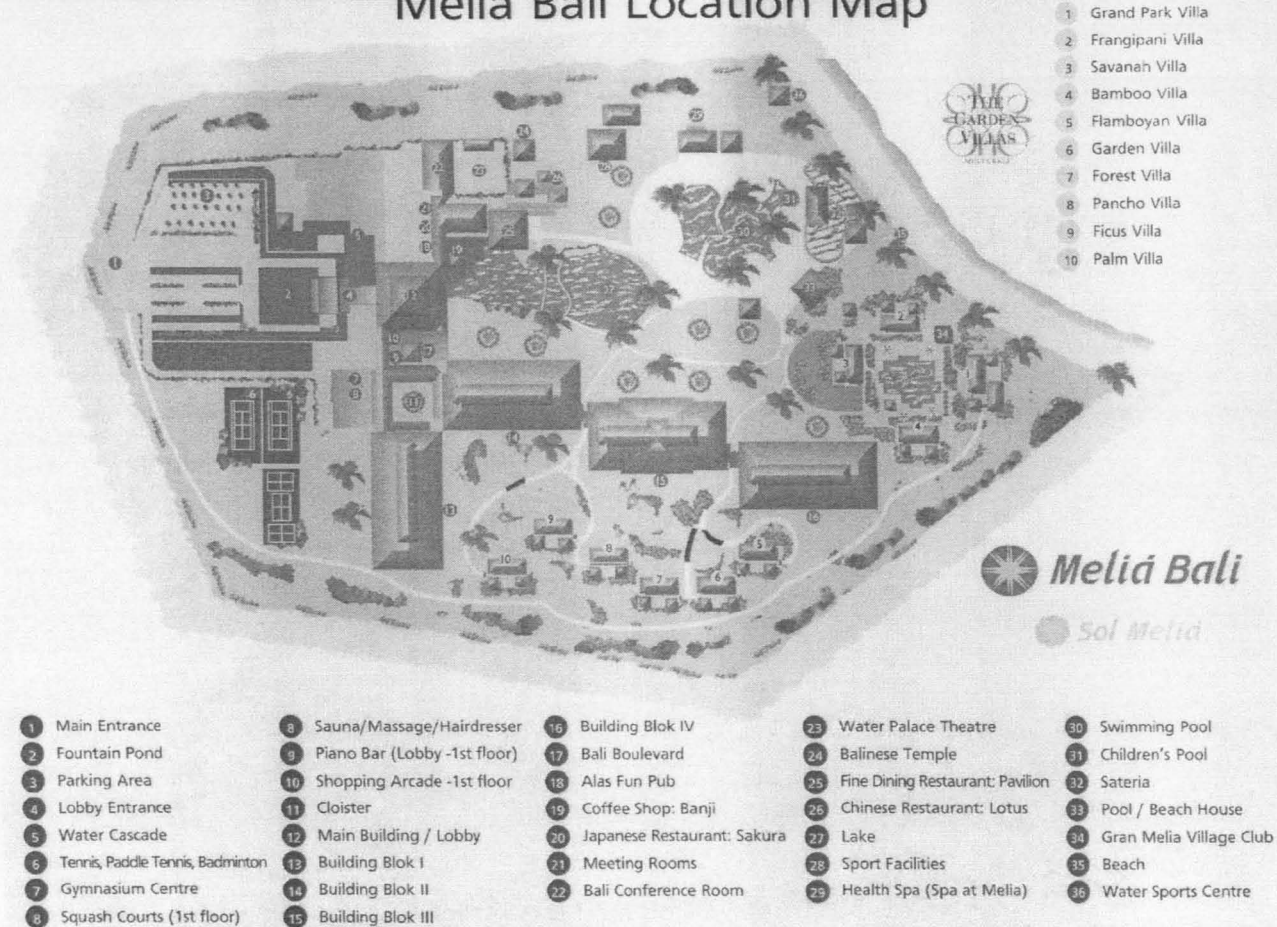 Melia Bali Location Map
1 Grand Park Villa
2 Frangipani Villa
3 Savanah Villa
4 Bamboo Villa
5 Flamboyan Villa
6 Garden Villa
7 Forest Villa
8 Pancho Villa
9 Ficus Villa
10 Palm Villa
THE
GARDEN
VILLAS
Meliá Bali
Sol Meliá
1 Main Entrance
2 Fountain Pond
3 Parking Area
4 Lobby Entrance
5 Water Cascade
6 Tennis, Paddle Tennis, Badminton
7 Gymnasium Centre
8 Squash Courts (1st floor)
8 Sauna/Massage/Hairdresser
9 Piano Bar (Lobby -1st floor)
10 Shopping Arcade -1st floor
11 Cloister
12 Main Building / Lobby
13 Building Blok I
14 Building Blok II
15 Building Blok III
16 Building Blok IV
17 Bali Boulevard
18 Alas Fun Pub
19 Coffee Shop: Banji
20 Japanese Restaurant: Sakura
21 Meeting Rooms
22 Bali Conference Room
23 Water Palace Theatre
24 Balinese Temple
25 Fine Dining Restaurant: Pavilion
26 Chinese Restaurant: Lotus
27 Lake
28 Sport Facilities
29 Health Spa (Spa at Melia)
30 Swimming Pool
31 Children's Pool
32 Sateria
33 Pool / Beach House
34 Gran Melia Village Club
35 Beach
36 Water Sports Centre